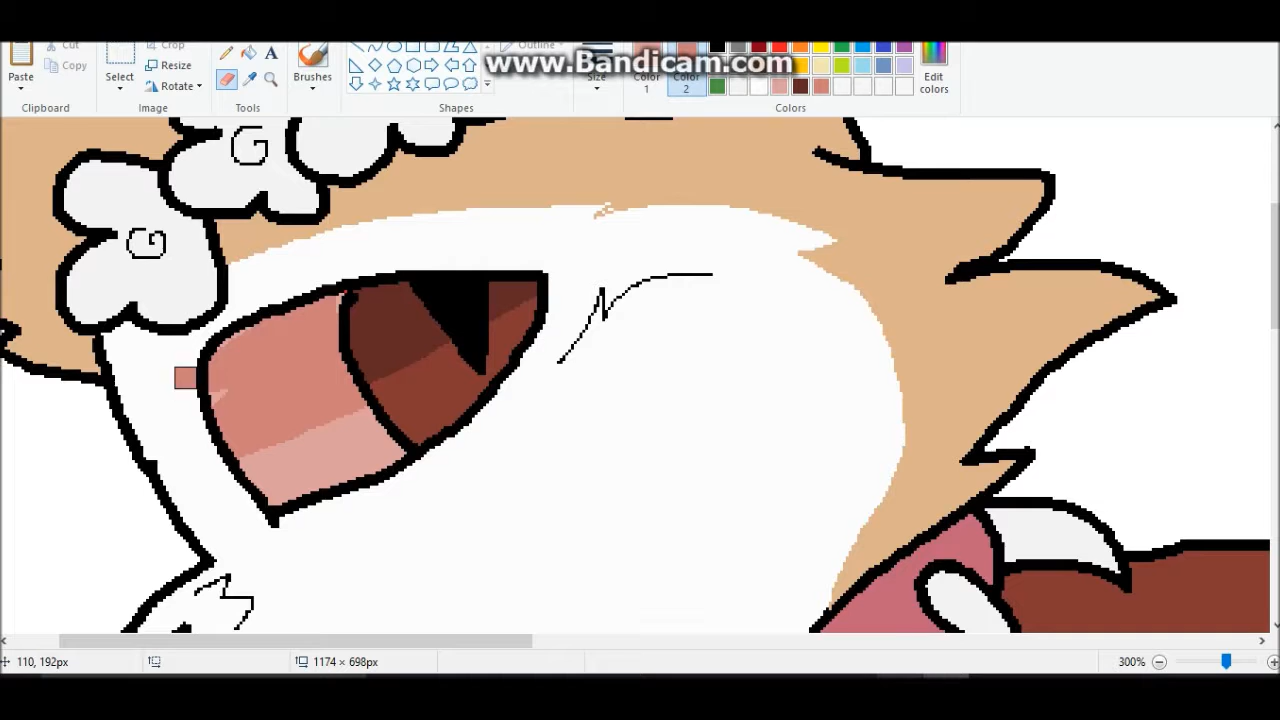 www.Bandicam.com
Cut
Crop
Outline
Paste
Copy
Select
Resize
Rotate
A
Brushes
Size
Color
1
Color
2
Edit
colors
Clipboard
Image
Tools
Shapes
Colors
G
G
110, 192px
1174 × 698px
300%